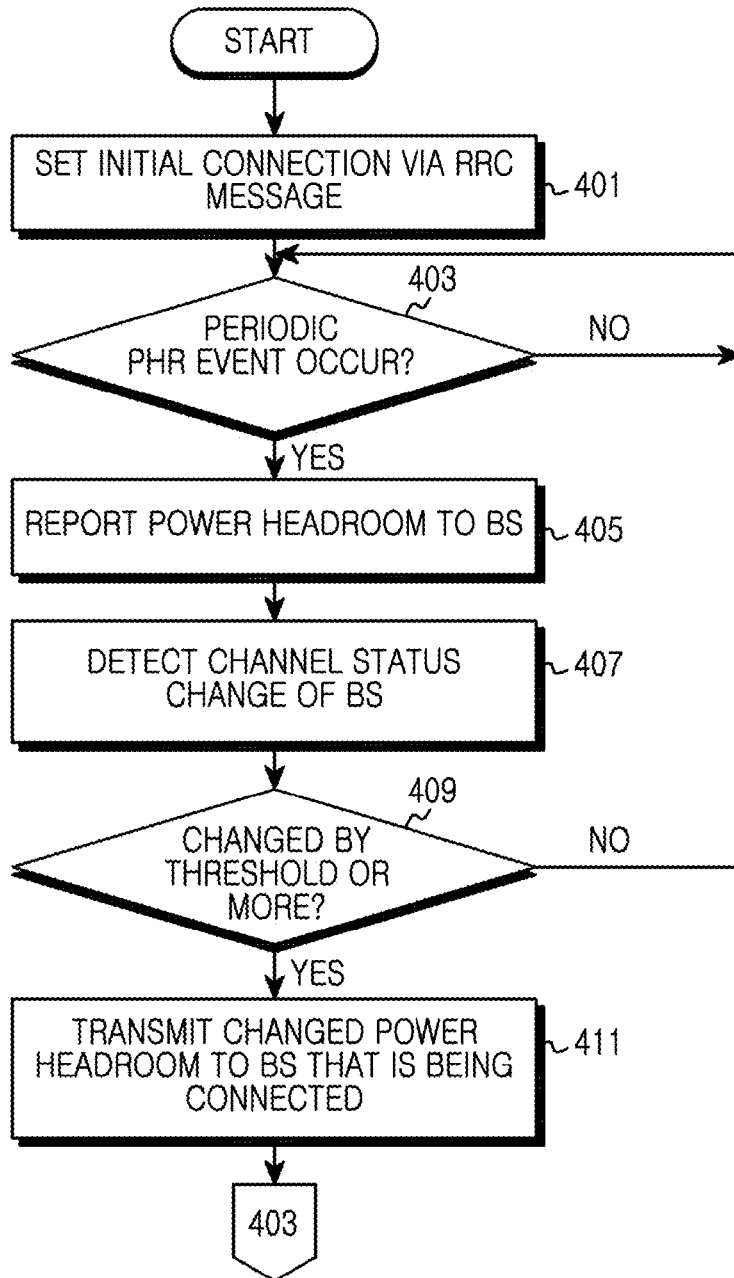 START
SET INITIAL CONNECTION VIA RRC
MESSAGE
401
403
PERIODIC
PHR EVENT OCCUR?
NO
YES
REPORT POWER HEADROOM TO BS
405
DETECT CHANNEL STATUS
CHANGE OF BS
407
409
CHANGED BY
THRESHOLD OR
MORE?
NO
YES
TRANSMIT CHANGED POWER
HEADROOM TO BS THAT IS BEING
CONNECTED
411
403